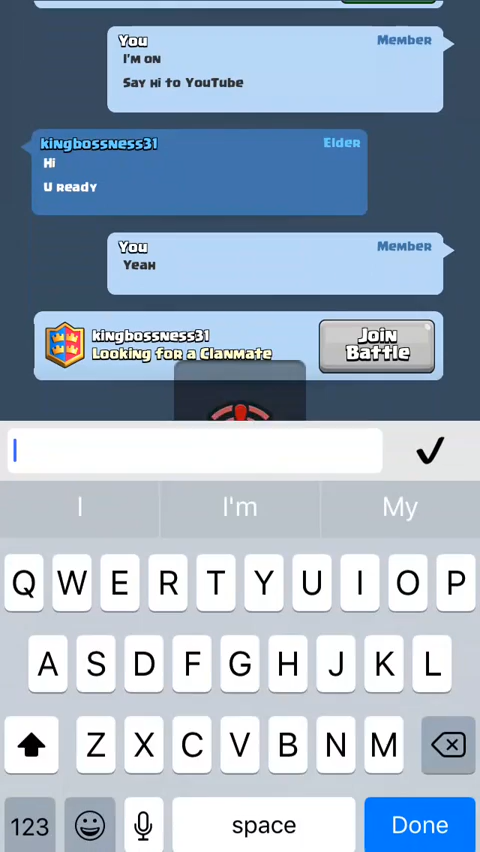 You Member
I'm on
Say hi to YouTube
kingbossness31 Elder
Hi
U ready
You Member
Yeah
kingbossness31
Looking for a Clanmate
Join
Battle
I I'm My
Q W E R T Y U I O P
A S D F G H J K L
Z X C V B N M
123 space Done